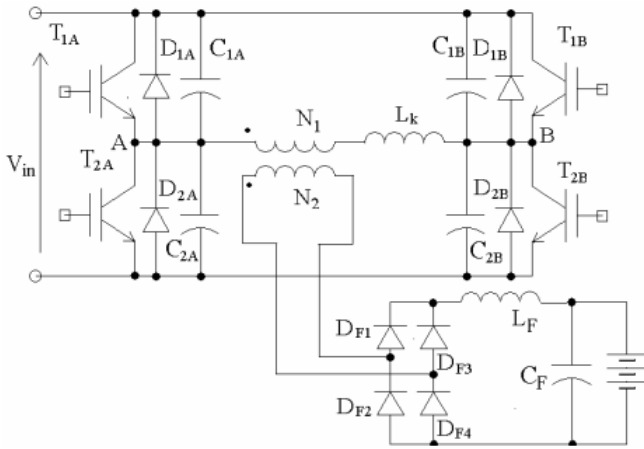 T1A
D1A
C1A
C1B
D1B
T1B
N1
Lk
A
B
Vin
T2A
D2A
C2A
N2
D2B
T2B
C2B
LF
DF1
DF3
CF
DF2
DF4